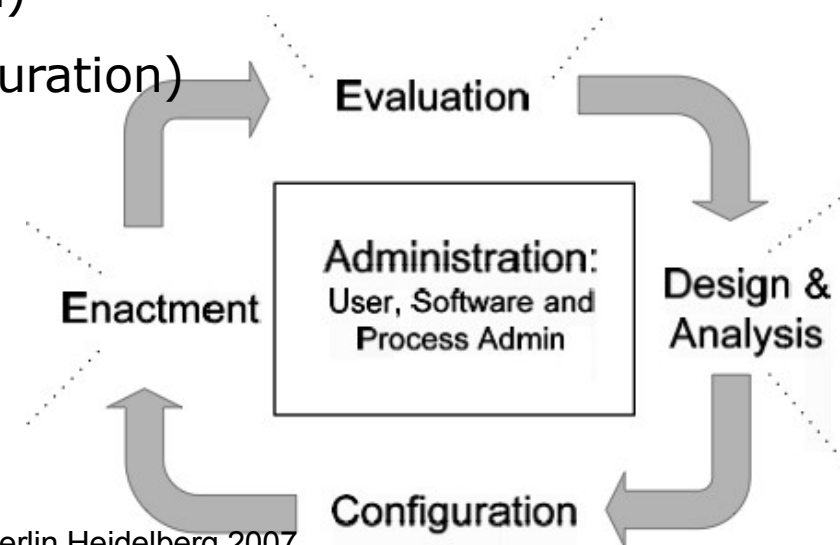 uration)
Evaluation
Administration:
User, Software and
Process Admin
Enactment
Design &
Analysis
Configuration
erlin Heidelberg 2007